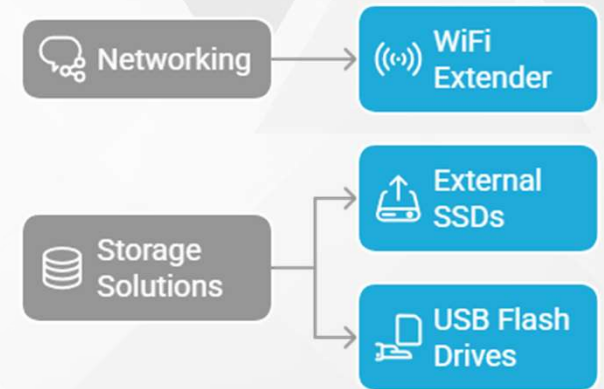 Networking
WiFi
Extender
External
SSDs
Storage
Solutions
USB Flash
Drives